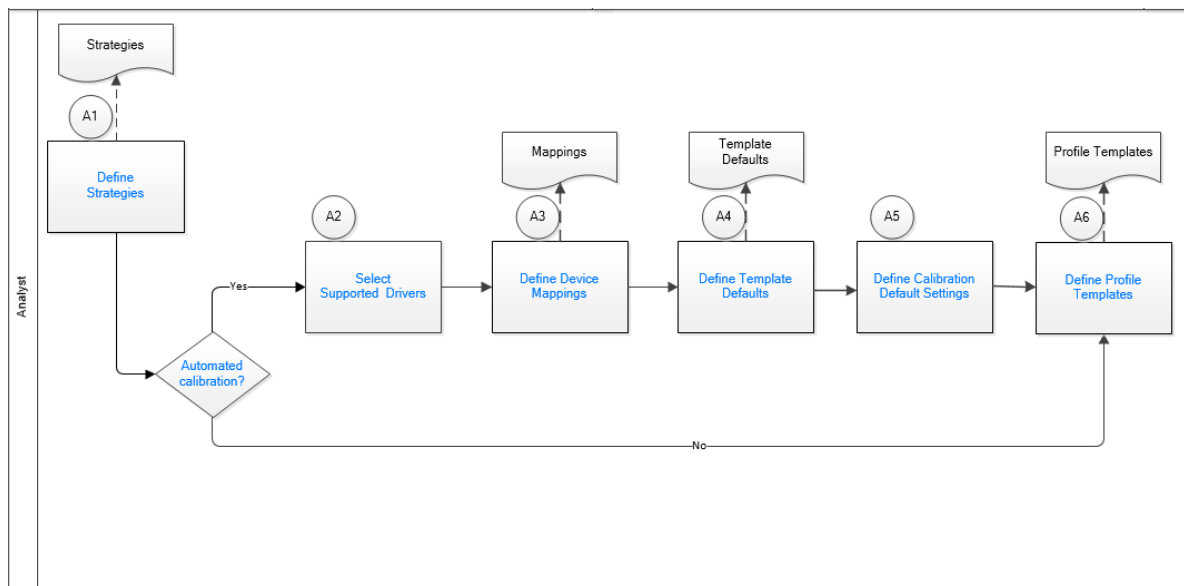 Strategies
A1
Define
Strategies
Mappings
Template
Defaults
Profile Templates
A2
A3
A4
A5
A6
Select
Supported Drivers
Define Device
Mappings
Define Template
Defaults
Define Calibration
Default Settings
Define Profile
Templates
Yes
Automated
calibration?
No
Analyst